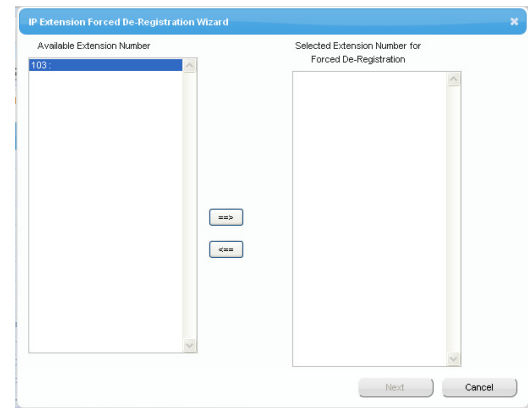 IP Extension Forced De-Registration Wizard
Available Extension Number
Selected Extension Number for
Forced De-Registration
103 :
==>
<==
Next
Cancel